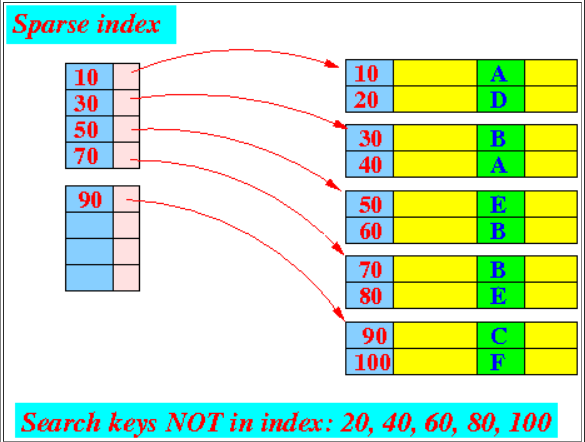 Sparse index
10
30
50
70
90
10 A
20 D
30 B
40 A
50 E
60 B
70 B
80 E
90 C
100 F
Search keys NOT in index: 20, 40, 60, 80, 100